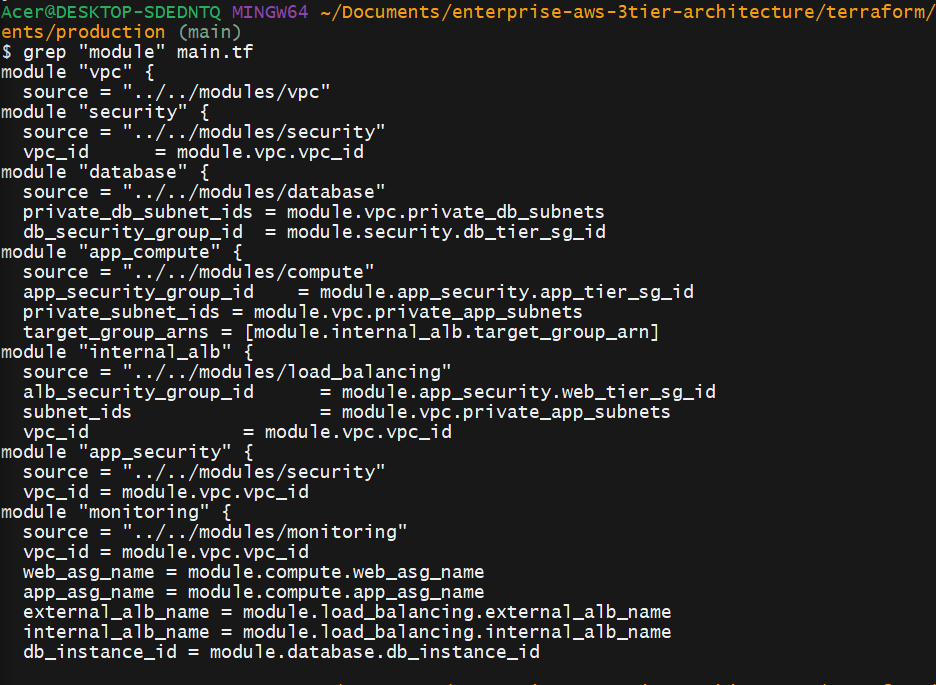 Acer@DESKTOP-SDEDNTQ MINGW64 ~/Documents/enterprise-aws-3tier-architecture/terraform/
ents/production (main)
$ grep "module" main.tf
module "vpc" {
  source = "../../modules/vpc"
module "security" {
  source = "../../modules/security"
  vpc_id      = module.vpc.vpc_id
module "database" {
  source = "../../modules/database"
  private_db_subnet_ids = module.vpc.private_db_subnets
  db_security_group_id  = module.security.db_tier_sg_id
module "app_compute" {
  source = "../../modules/compute"
  app_security_group_id    = module.app_security.app_tier_sg_id
  private_subnet_ids = module.vpc.private_app_subnets
  target_group_arns = [module.internal_alb.target_group_arn]
module "internal_alb" {
  source = "../../modules/load_balancing"
  alb_security_group_id      = module.app_security.web_tier_sg_id
  subnet_ids                 = module.vpc.private_app_subnets
  vpc_id              = module.vpc.vpc_id
module "app_security" {
  source = "../../modules/security"
  vpc_id = module.vpc.vpc_id
module "monitoring" {
  source = "../../modules/monitoring"
  vpc_id = module.vpc.vpc_id
  web_asg_name = module.compute.web_asg_name
  app_asg_name = module.compute.app_asg_name
  external_alb_name = module.load_balancing.external_alb_name
  internal_alb_name = module.load_balancing.internal_alb_name
  db_instance_id = module.database.db_instance_id